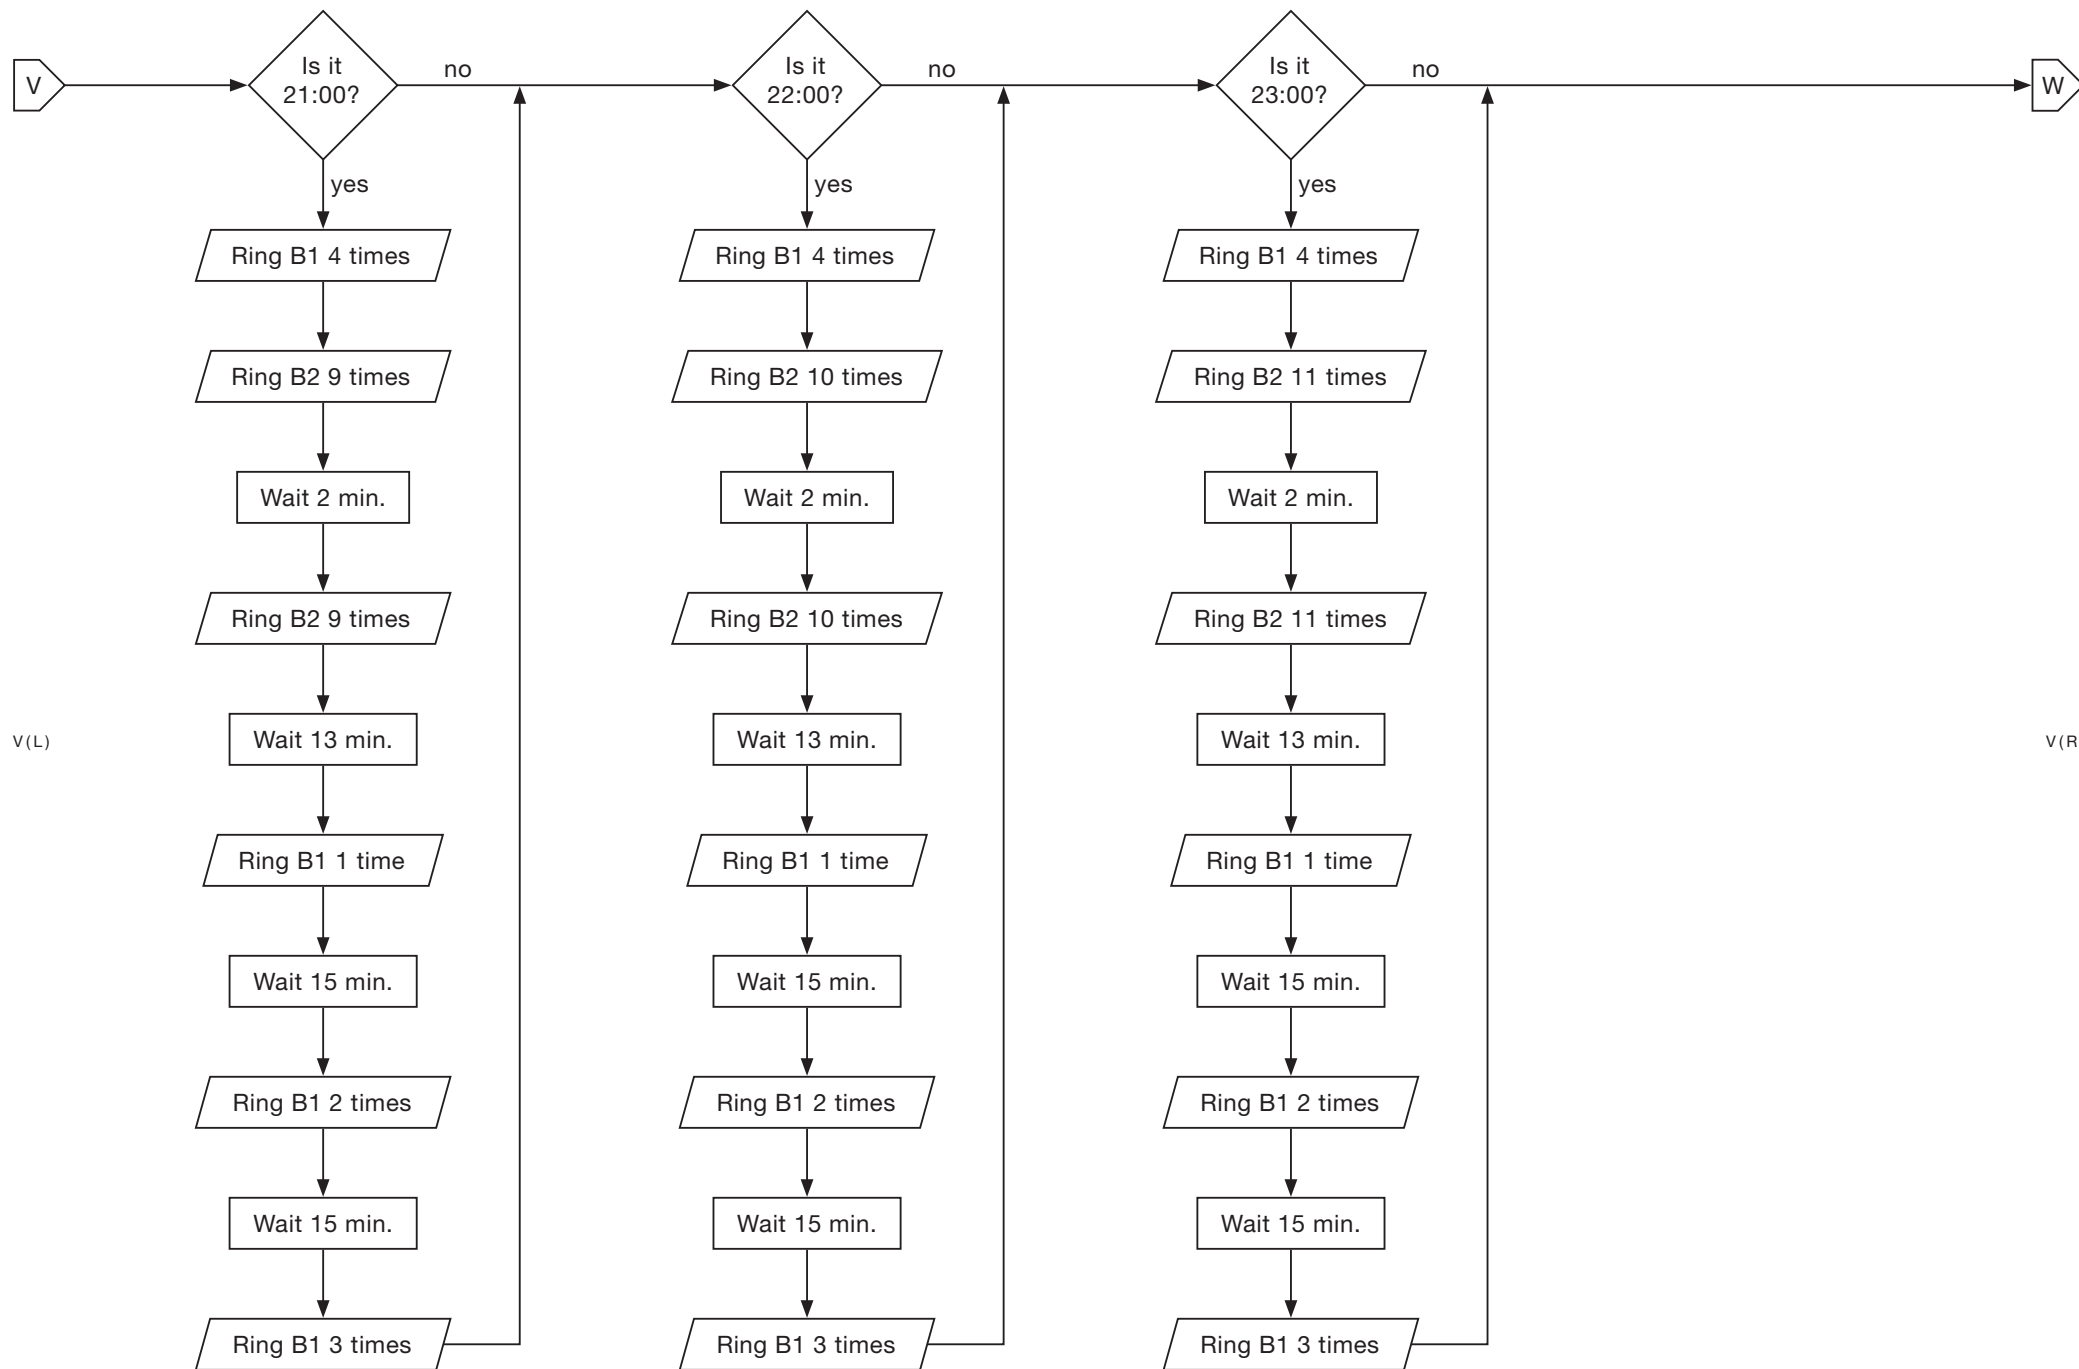 V
Is it
21:00?
no
yes
Ring B1 4 times
Ring B2 9 times
Wait 2 min.
Ring B2 9 times
Wait 13 min.
Ring B1 1 time
Wait 15 min.
Ring B1 2 times
Wait 15 min.
Ring B1 3 times
Is it
22:00?
no
yes
Ring B1 4 times
Ring B2 10 times
Wait 2 min.
Ring B2 10 times
Wait 13 min.
Ring B1 1 time
Wait 15 min.
Ring B1 2 times
Wait 15 min.
Ring B1 3 times
Is it
23:00?
no
yes
Ring B1 4 times
Ring B2 11 times
Wait 2 min.
Ring B2 11 times
Wait 13 min.
Ring B1 1 time
Wait 15 min.
Ring B1 2 times
Wait 15 min.
Ring B1 3 times
W
V(L)
V(R